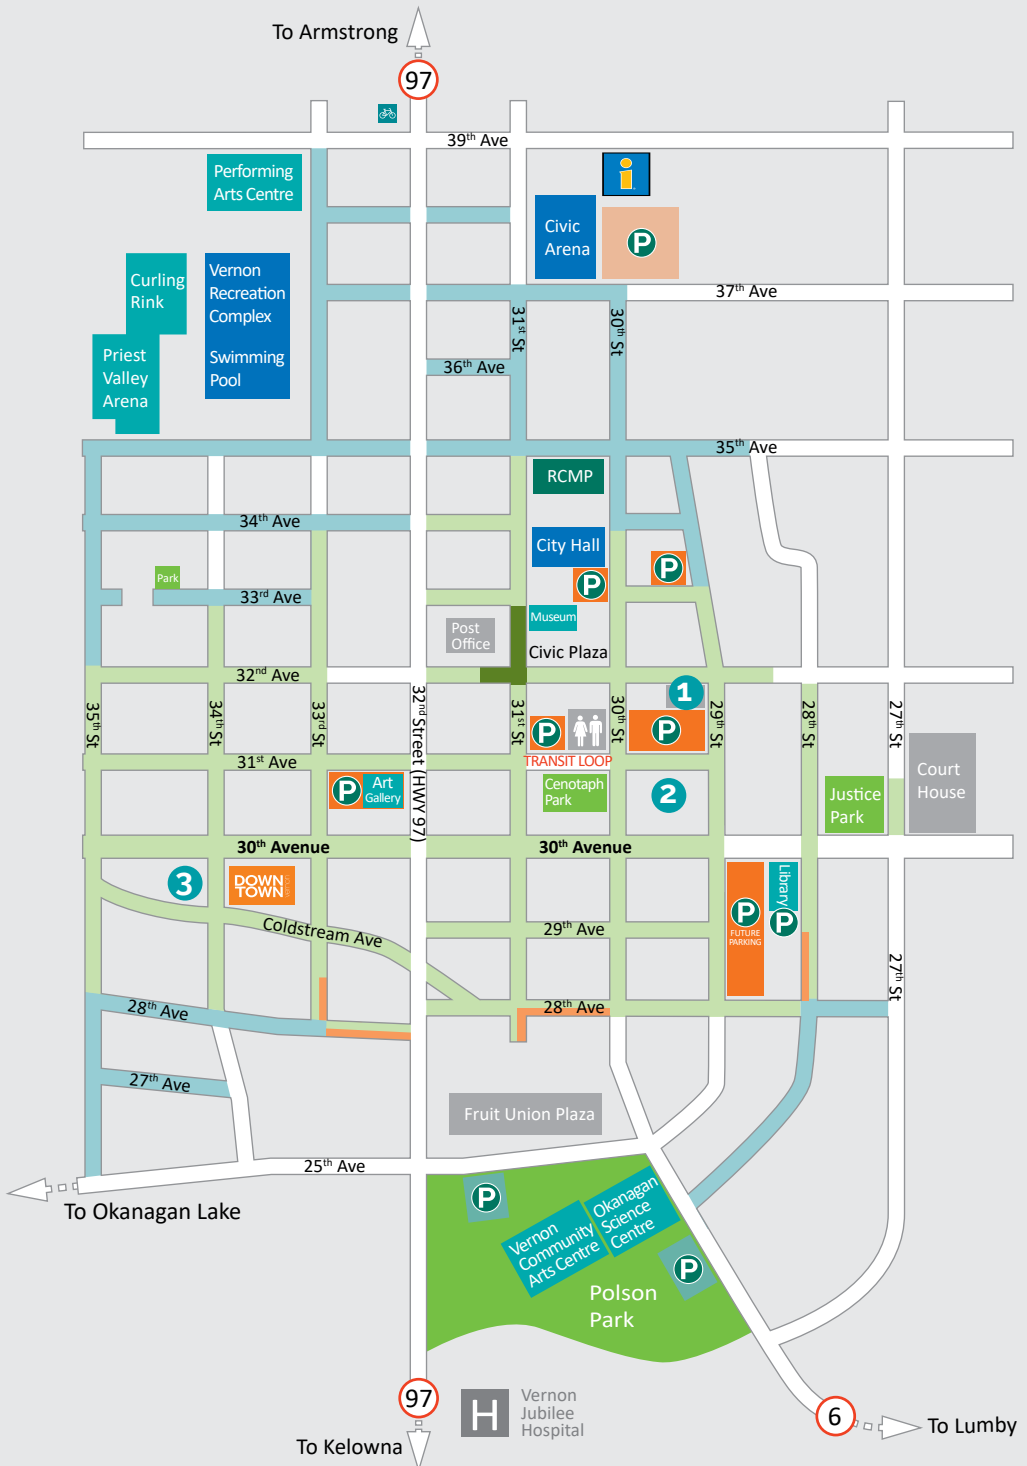 To Armstrong
97
39th Ave
Performing
Arts Centre
i
Civic
Arena
P
Curling
Rink
Vernon
Recreation
Complex
Swimming
Pool
37th Ave
31st St
30th St
Priest
Valley
Arena
36th Ave
35th Ave
RCMP
34th Ave
City Hall
P
P
Park
33rd Ave
Museum
Post
Office
Civic Plaza
32nd Ave
1
35th St
34th St
33rd St
32nd Street (HWY 97)
31st St
30th St
29th St
28th St
27th St
P
P
TRANSIT LOOP
31st Ave
Court
House
P
Art
Gallery
Cenotaph
Park
2
Justice
Park
30th Avenue
30th Avenue
3
DOWN
TOWN
Library
P
FUTURE
PARKING
P
Coldstream Ave
29th Ave
27th St
28th Ave
28th Ave
27th Ave
Fruit Union Plaza
25th Ave
To Okanagan Lake
P
Okanagan
Science
Centre
Vernon
Community
Arts Centre
P
Polson
Park
97
H
Vernon
Jubilee
Hospital
6
To Lumby
To Kelowna